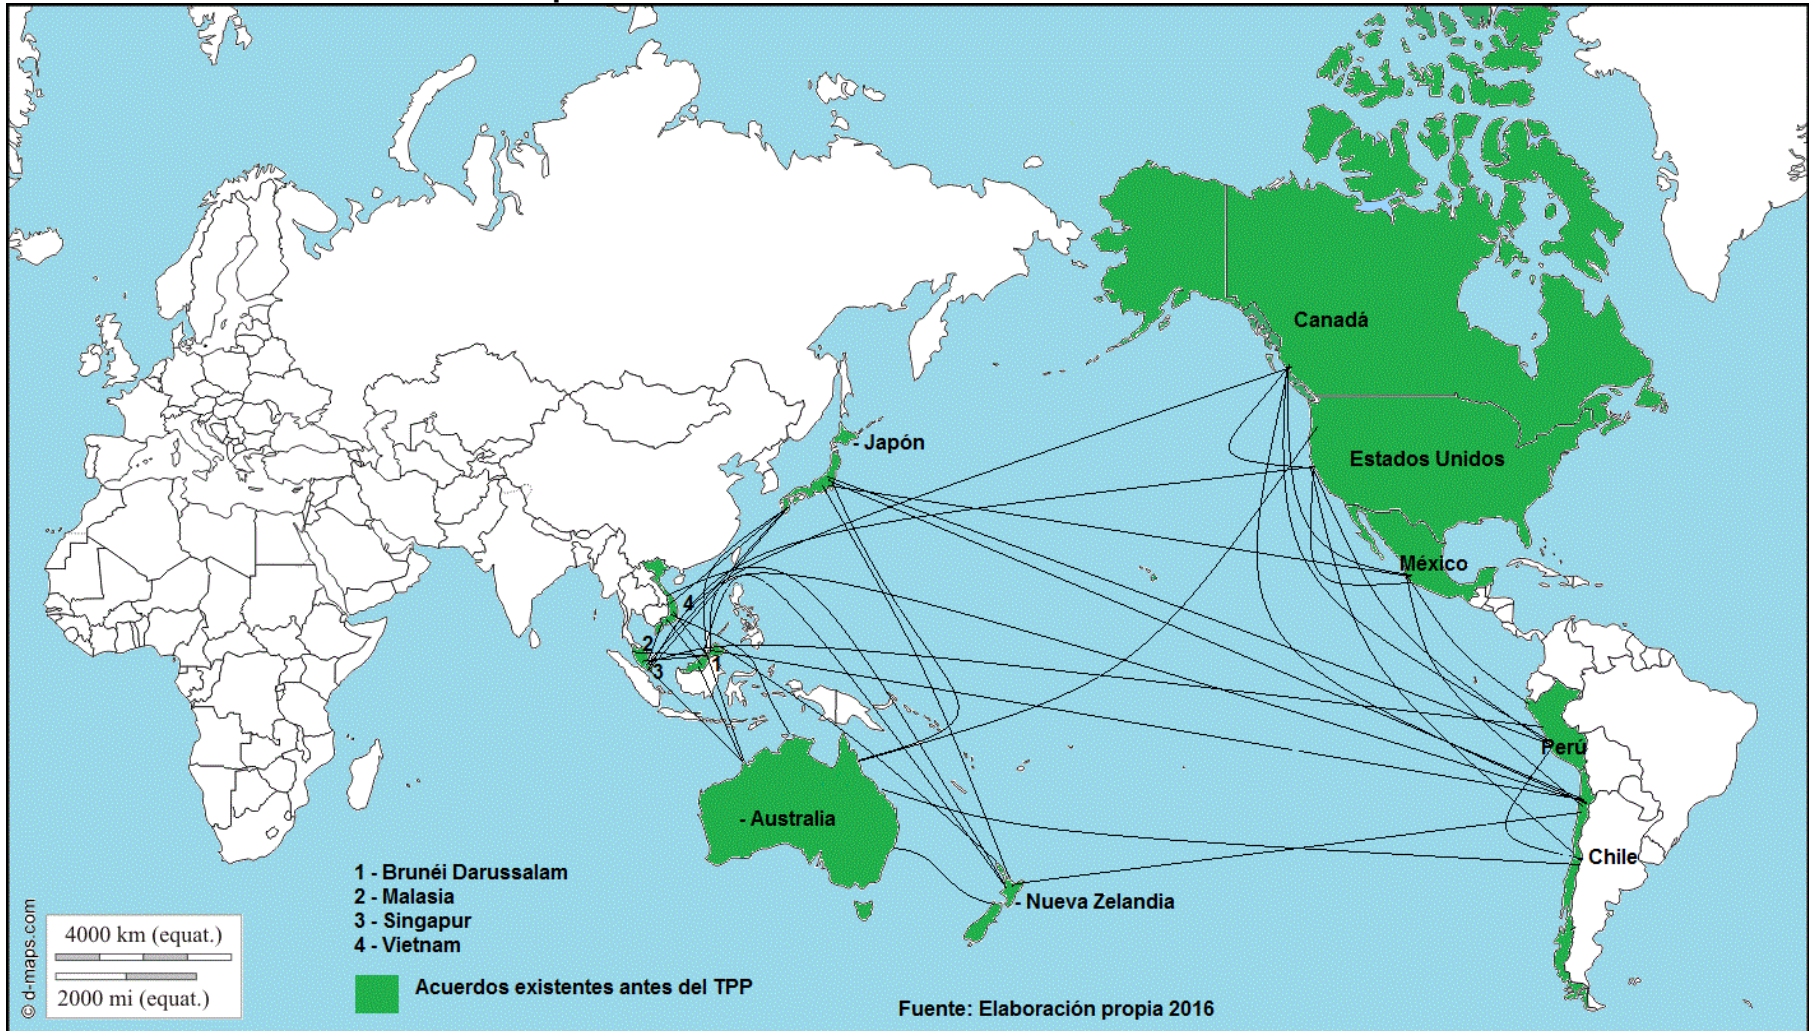 Canadá
- Japón
Estados Unidos
México
4
2
1
3
Perú
- Australia
Chile
1 - Brunéi Darussalam
2 - Malasia
- Nueva Zelandia
3 - Singapur
4 - Vietnam
4000 km (equat.)
2000 mi (equat.)
© d-maps.com
Acuerdos existentes antes del TPP
Fuente: Elaboración propia 2016